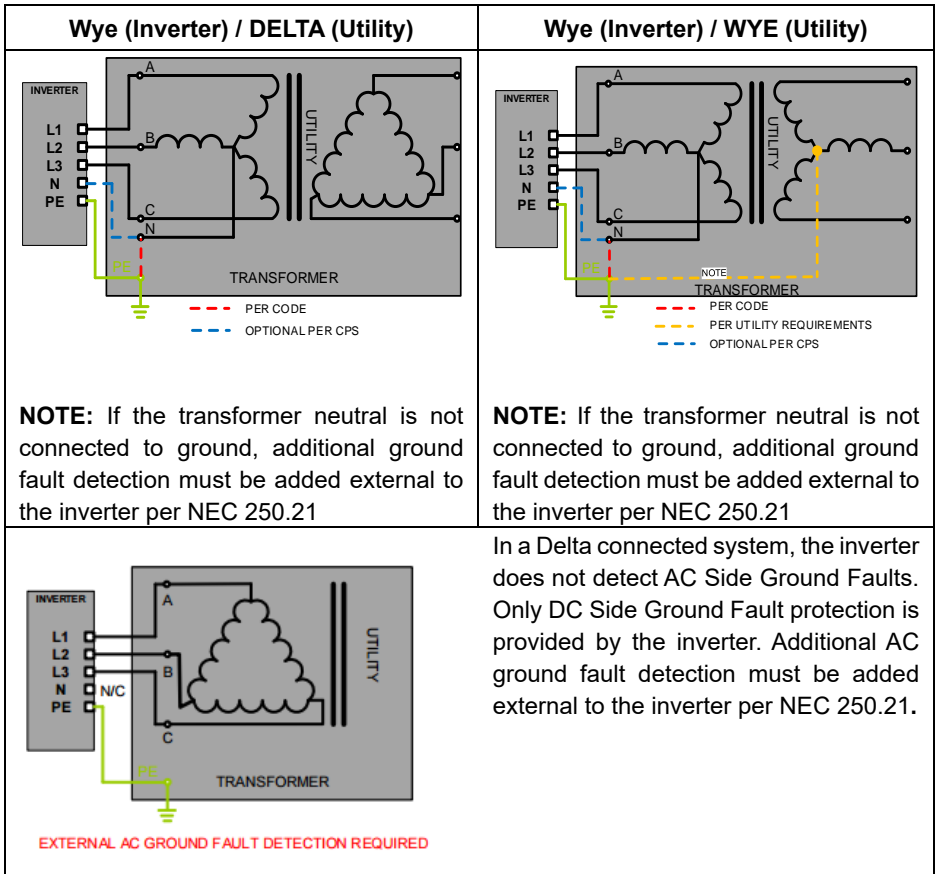 Wye (Inverter) / DELTA (Utility)
Wye (Inverter) / WYE (Utility)
INVERTER
L1
L2
L3
N
PE
A
B
C
N
PE
UTILITY
TRANSFORMER
PER CODE
OPTIONAL PER CPS
NOTE: If the transformer neutral is not
connected to ground, additional ground
fault detection must be added external to
the inverter per NEC 250.21
INVERTER
L1
L2
L3
N
PE
A
B
C
N
PE
UTILITY
NOTE
TRANSFORMER
PER CODE
PER UTILITY REQUIREMENTS
OPTIONAL PER CPS
NOTE: If the transformer neutral is not
connected to ground, additional ground
fault detection must be added external to
the inverter per NEC 250.21
INVERTER
L1
L2
L3
N N/C
PE
A
B
C
PE
UTILITY
TRANSFORMER
EXTERNAL AC GROUND FAULT DETECTION REQUIRED
In a Delta connected system, the inverter
does not detect AC Side Ground Faults.
Only DC Side Ground Fault protection is
provided by the inverter. Additional AC
ground fault detection must be added
external to the inverter per NEC 250.21.